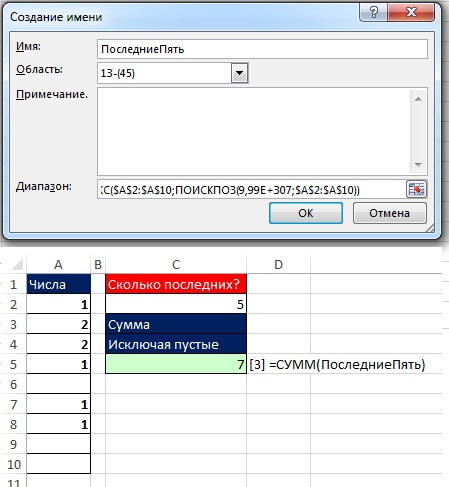 Создание имени
?
Имя: ПоследниеПять
Область: 13-(45)
Примечание.
Диапазон: КС($A$2:$A$10;ПОИСКПОЗ(9,99E+307;$A$2:$A$10))
ОК Отмена
A B C D
1 Числа Сколько последних?
2 1 5
3 2 Сумма
4 2 Исключая пустые
5 1 7 [3] =СУММ(ПоследниеПять)
6
7 1
8 1
9
10
11